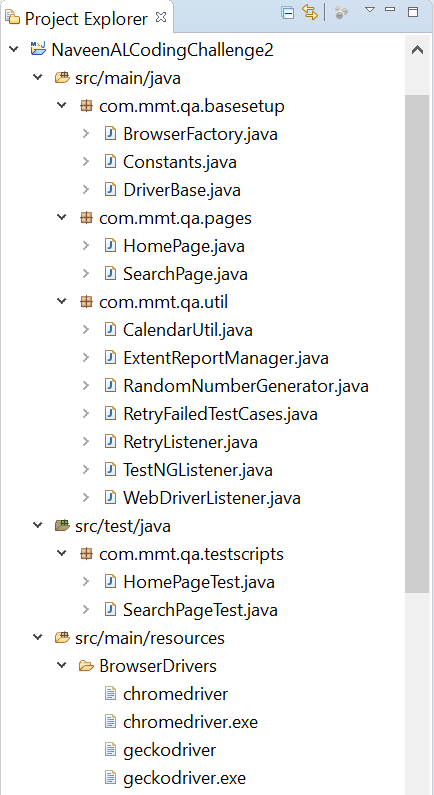 Project Explorer
NaveenALCodingChallenge2
src/main/java
com.mmt.qa.basesetup
BrowserFactory.java
Constants.java
DriverBase.java
com.mmt.qa.pages
HomePage.java
SearchPage.java
com.mmt.qa.util
CalendarUtil.java
ExtentReportManager.java
RandomNumberGenerator.java
RetryFailedTestCases.java
RetryListener.java
TestNGListener.java
WebDriverListener.java
src/test/java
com.mmt.qa.testscripts
HomePageTest.java
SearchPageTest.java
src/main/resources
BrowserDrivers
chromedriver
chromedriver.exe
geckodriver
geckodriver.exe